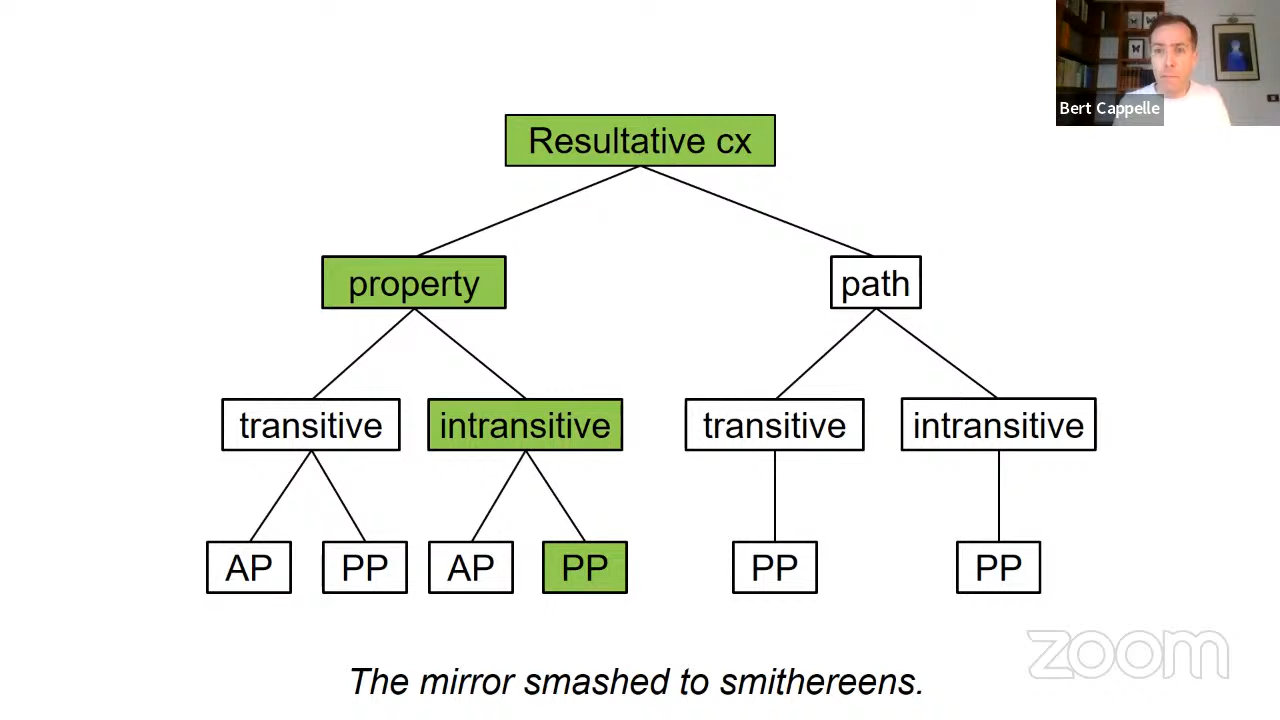 Bert Cappelle
Resultative cx
property
path
transitive
intransitive
transitive
intransitive
AP
PP
AP
PP
PP
PP
zoom
The mirror smashed to smithereens.